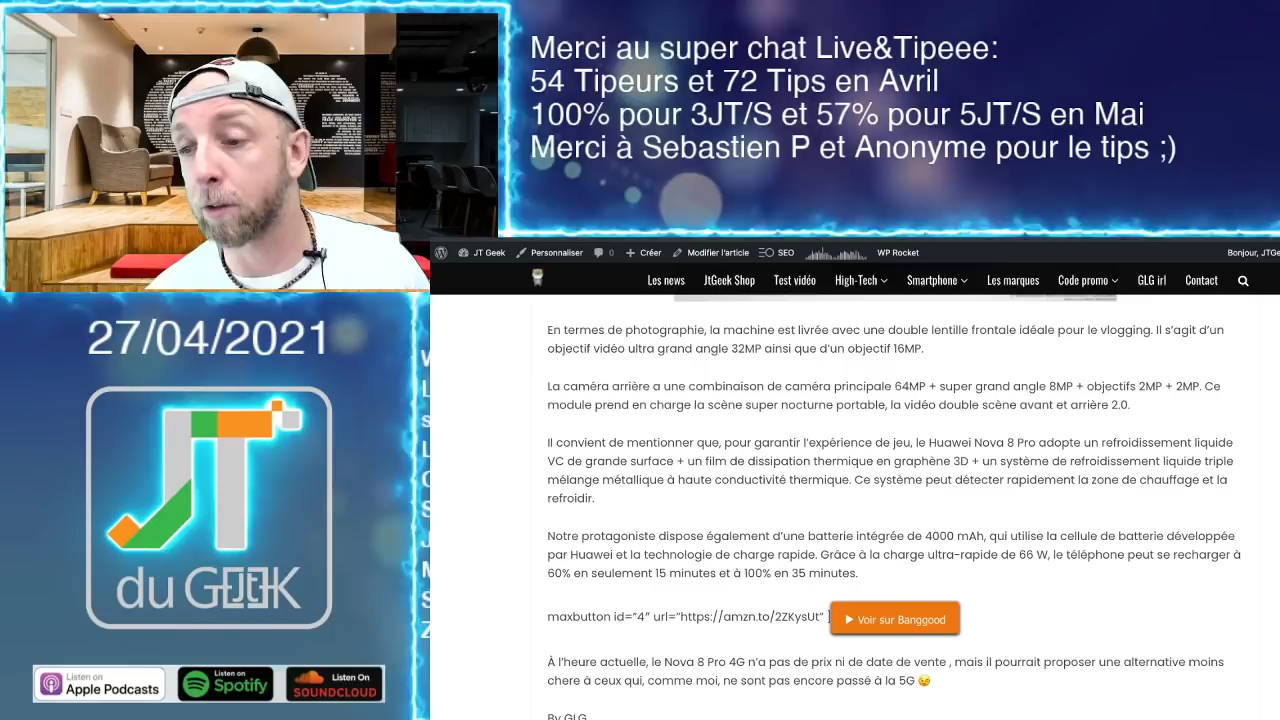 Merci au super chat Live&Tipeee:
54 Tipeurs et 72 Tips en Avril
100% pour 3JT/S et 57% pour 5JT/S en Mai
Merci à Sebastien P et Anonyme pour le tips ;)
JT Geek Personnaliser 0 Créer Modifier l'article SEO WP Rocket Bonjour, JTGe
Les news JtGeek Shop Test vidéo High-Tech Smartphone Les marques Code promo GLG irl Contact
27/04/2021
JT
du GEEK
Listen on Apple Podcasts
Listen on Spotify
Listen On SOUNDCLOUD
En termes de photographie, la machine est livrée avec une double lentille frontale idéale pour le vlogging. Il s'agit d'un
objectif vidéo ultra grand angle 32MP ainsi que d'un objectif 16MP.
La caméra arrière a une combinaison de caméra principale 64MP + super grand angle 8MP + objectifs 2MP + 2MP. Ce
module prend en charge la scène super nocturne portable, la vidéo double scène avant et arrière 2.0.
Il convient de mentionner que, pour garantir l'expérience de jeu, le Huawei Nova 8 Pro adopte un refroidissement liquide
VC de grande surface + un film de dissipation thermique en graphène 3D + un système de refroidissement liquide triple
mélange métallique à haute conductivité thermique. Ce système peut détecter rapidement la zone de chauffage et la
refroidir.
Notre protagoniste dispose également d'une batterie intégrée de 4000 mAh, qui utilise la cellule de batterie développée
par Huawei et la technologie de charge rapide. Grâce à la charge ultra-rapide de 66 W, le téléphone peut se recharger à
60% en seulement 15 minutes et à 100% en 35 minutes.
maxbutton id="4" url="https://amzn.to/2ZKysUt" ] Voir sur Banggood
À l'heure actuelle, le Nova 8 Pro 4G n'a pas de prix ni de date de vente , mais il pourrait proposer une alternative moins
chere à ceux qui, comme moi, ne sont pas encore passé à la 5G 😉
By GLG